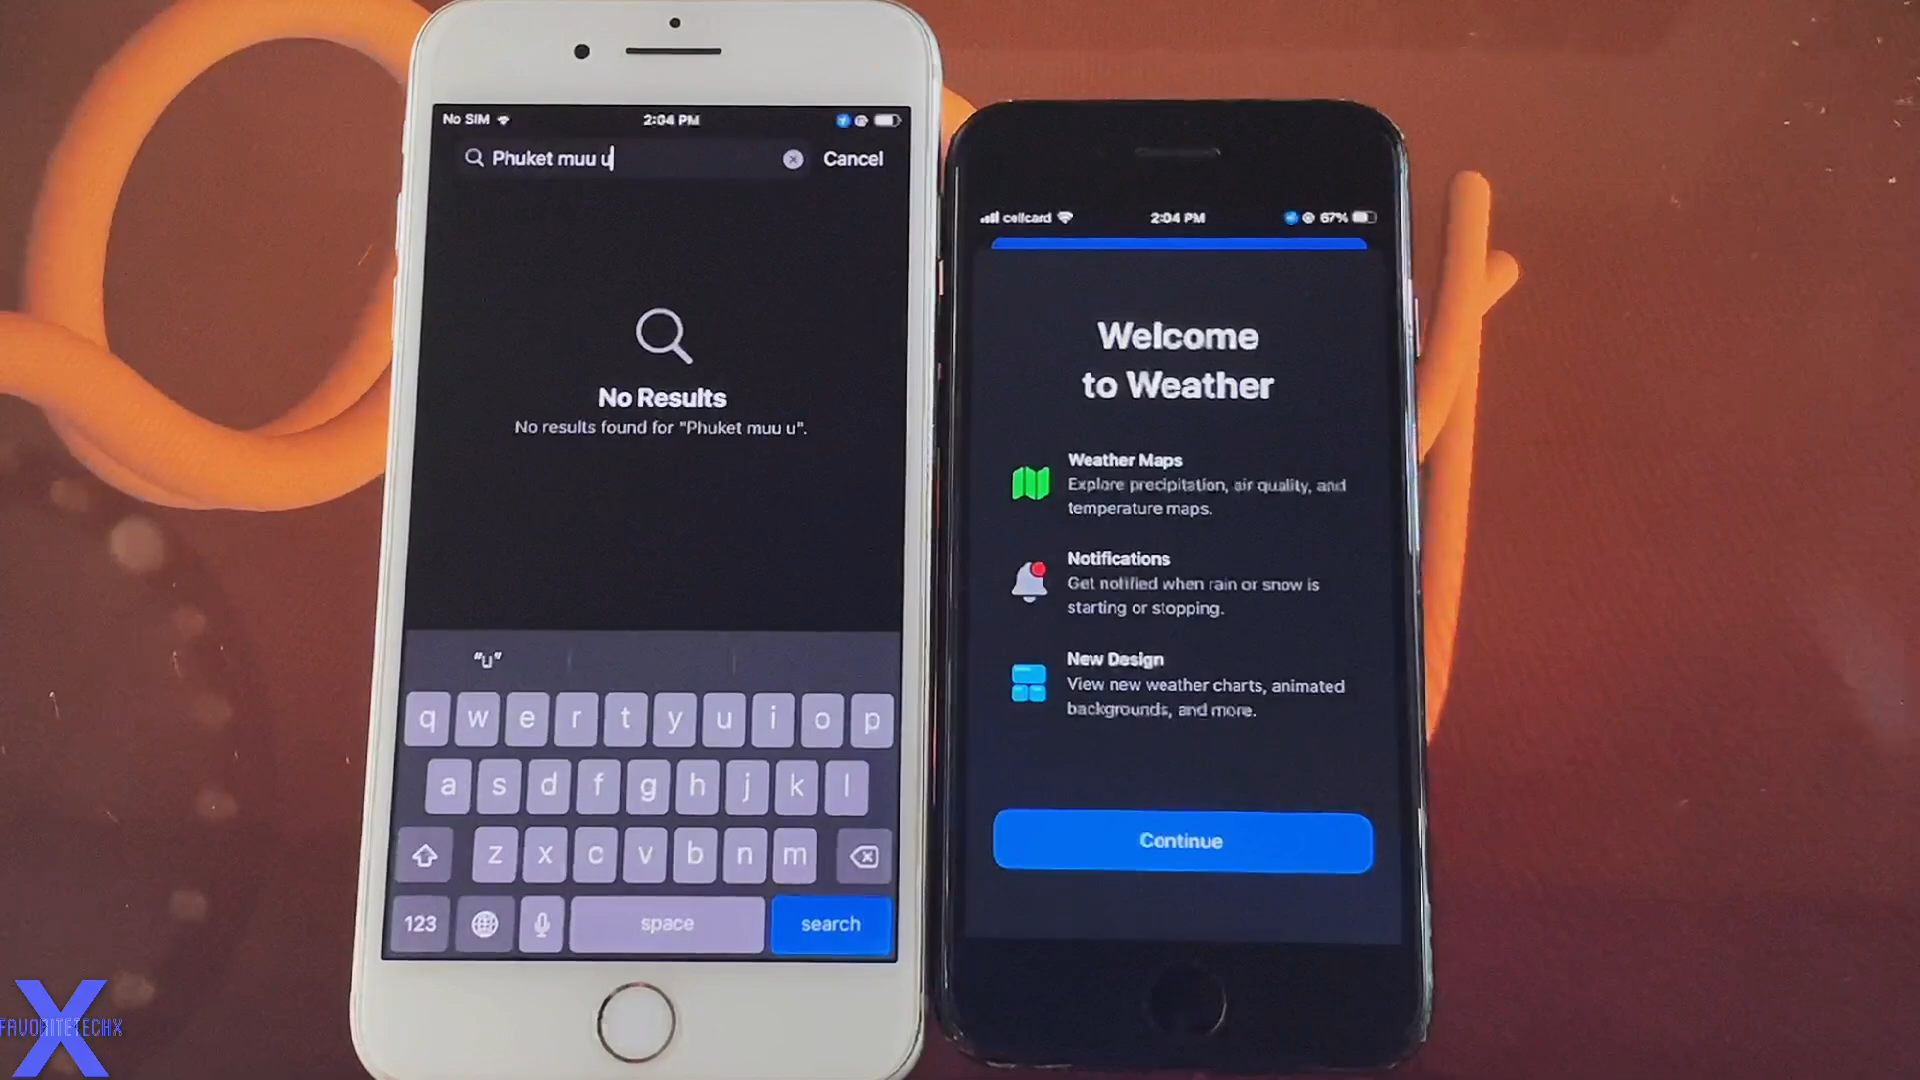 No SIM 2:04 PM
Phuket muu u Cancel
No Results
No results found for "Phuket muu u".
"u"
q w e r t y u i o p
a s d f g h j k l
z x c v b n m
123 space search
cellcard 2:04 PM 67%
Welcome
to Weather
Weather Maps
Explore precipitation, air quality, and
temperature maps.
Notifications
Get notified when rain or snow is
starting or stopping.
New Design
View new weather charts, animated
backgrounds, and more.
Continue
X
FAVORITETECHX